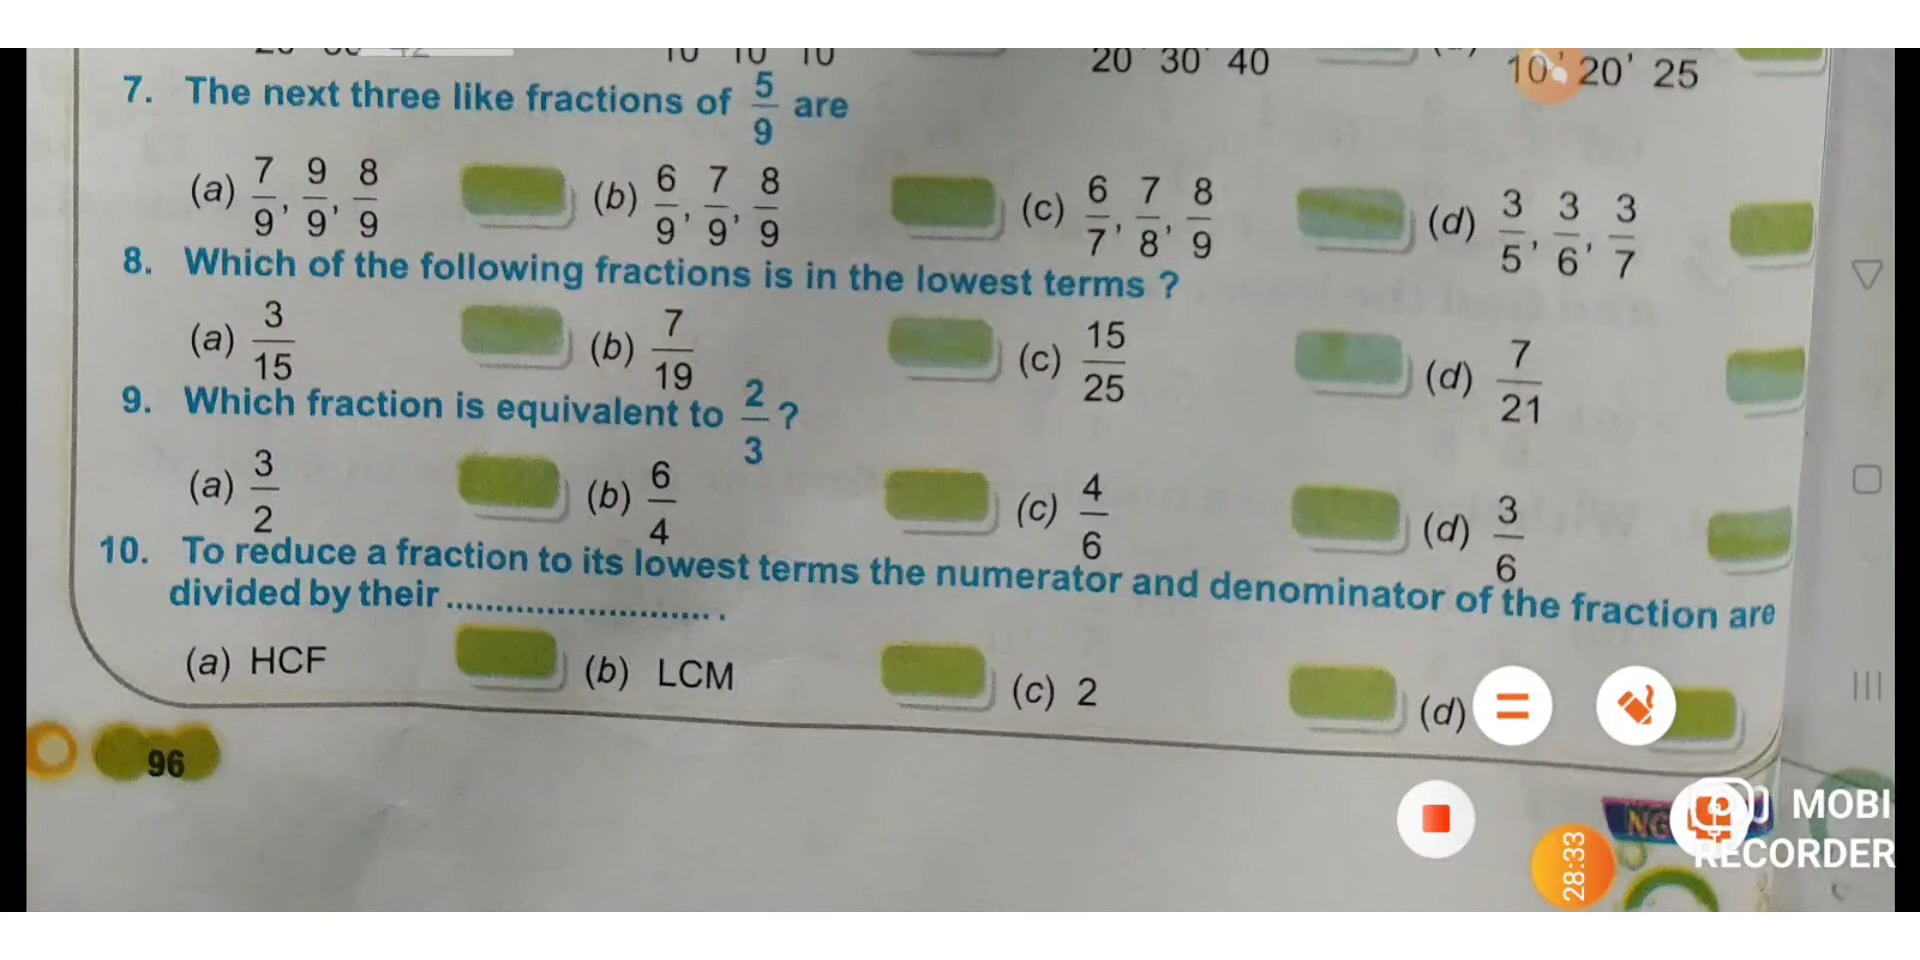 10 10 10
20' 30' 40
10' 20' 25
7. The next three like fractions of 5/9 are
(a) 7/9, 9/9, 8/9 (b) 6/9, 7/9, 8/9 (c) 6/7, 7/8, 8/9 (d) 3/5, 3/6, 3/7
8. Which of the following fractions is in the lowest terms ?
(a) 3/15 (b) 7/19 (c) 15/25 (d) 7/21
9. Which fraction is equivalent to 2/3 ?
(a) 3/2 (b) 6/4 (c) 4/6 (d) 3/6
10. To reduce a fraction to its lowest terms the numerator and denominator of the fraction are
divided by their ........................... .
(a) HCF (b) LCM (c) 2 (d)
96
NG
MOBI
RECORDER
28:33